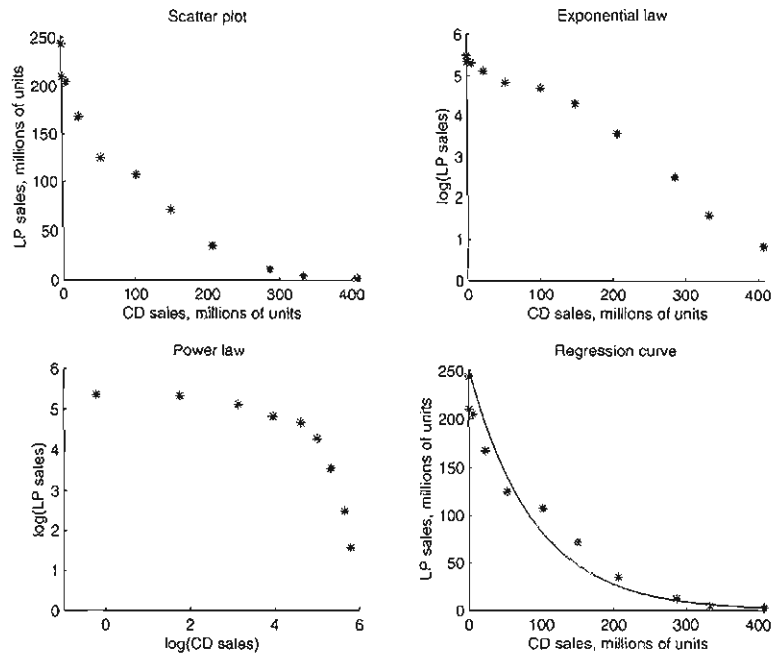 Scatter plot
250
200
150
100
50
0
LP sales, millions of units
0 100 200 300 400
CD sales, millions of units
Exponential law
6
5
4
3
2
1
0
log(LP sales)
0 100 200 300 400
CD sales, millions of units
Power law
6
5
4
3
2
1
0
log(LP sales)
0 2 4 6
log(CD sales)
Regression curve
250
200
150
100
50
0
LP sales, millions of units
0 100 200 300 400
CD sales, millions of units